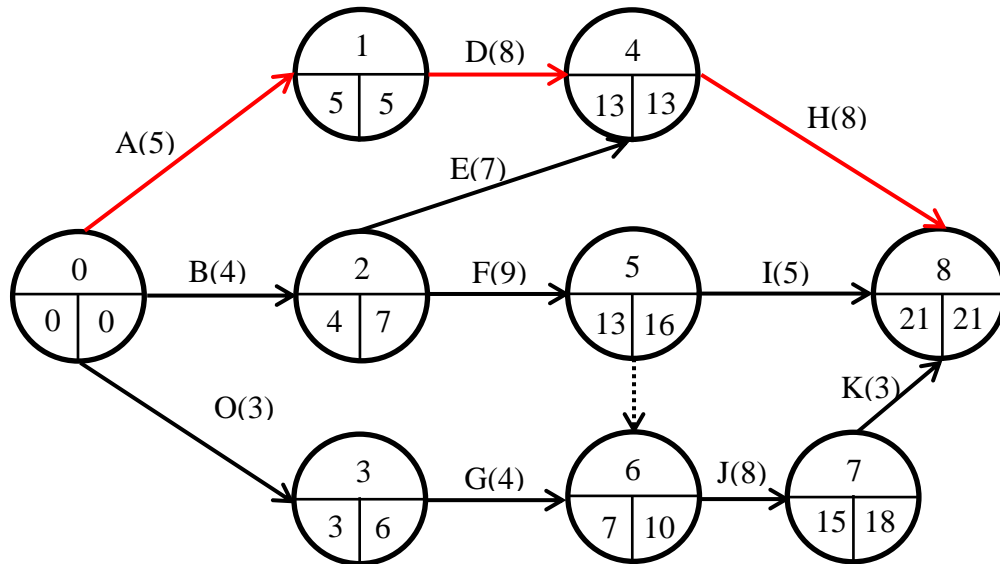 1
5 5
D(8)
4
13 13
H(8)
A(5)
E(7)
0
0 0
B(4)
2
4 7
F(9)
5
13 16
I(5)
8
21 21
O(3)
K(3)
3
3 6
G(4)
6
7 10
J(8)
7
15 18